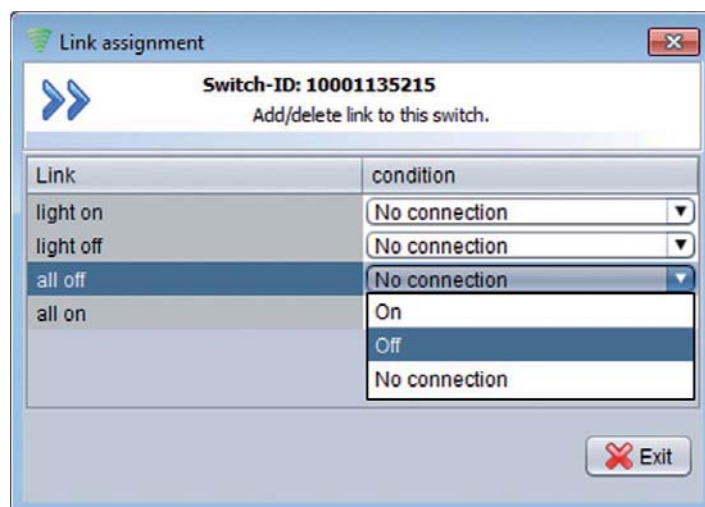 Link assignment
Switch-ID: 10001135215
Add/delete link to this switch.
Link condition
light on No connection
light off No connection
all off No connection
all on On
Off
No connection
Exit